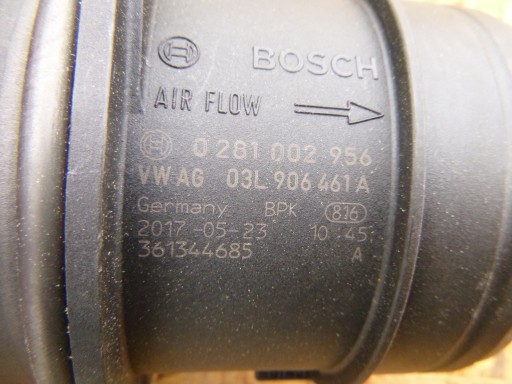 BOSCH
AIR FLOW
0 281 002 956
VW AG 03L 906 461 A
Germany BPK 816
2017-05-23 10:45
361344685 A